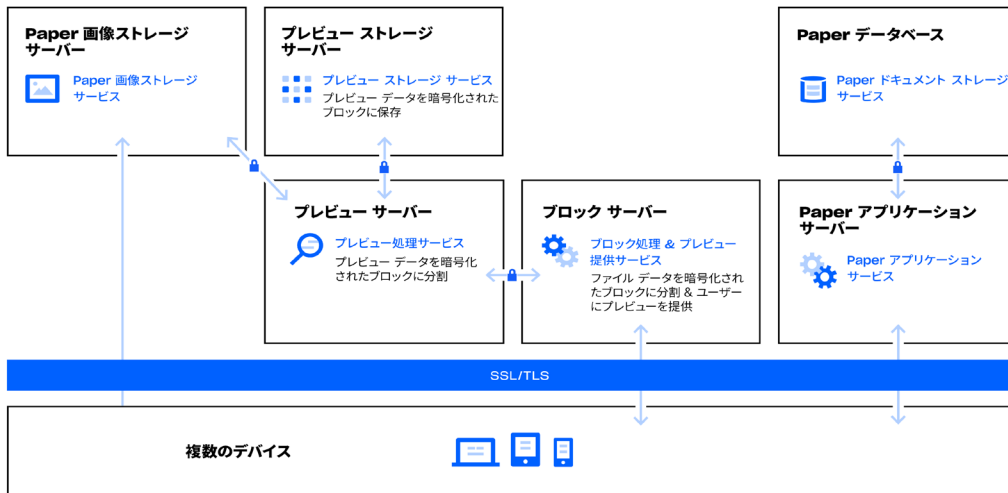 Paper 画像ストレージ
サーバー
Paper 画像ストレージ
サービス
プレビュー ストレージ
サーバー
プレビュー ストレージ サービス
プレビュー データを暗号化された
ブロックに保存
Paper データベース
Paper ドキュメント ストレージ
サービス
プレビュー サーバー
プレビュー処理サービス
プレビュー データを暗号化
されたブロックに分割
ブロック サーバー
ブロック処理 & プレビュー
提供サービス
ファイル データを暗号化され
たブロックに分割 & ユーザー
にプレビューを提供
Paper アプリケーション
サーバー
Paper アプリケーション
サービス
SSL/TLS
複数のデバイス